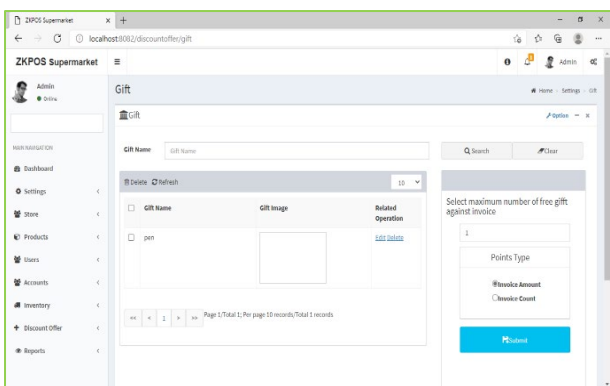 ZKPOS Supermarket
localhost:8082/discountoffer/gift
ZKPOS Supermarket
Admin
Admin
Online
Gift
Home > Settings > Gift
Gift
Option
MAIN NAVIGATION
Gift Name
Gift Name
Search
Clear
Dashboard
Settings
Store
Products
Users
Accounts
Inventory
Discount Offer
Reports
Delete Refresh
10
Gift Name
Gift Image
Related
Operation
pen
Edit Delete
<< < 1 > >> Page 1/Total 1; Per page 10 records/Total 1 records
Select maximum number of free giift
against invoice
1
Points Type
Invoice Amount
Invoice Count
Submit